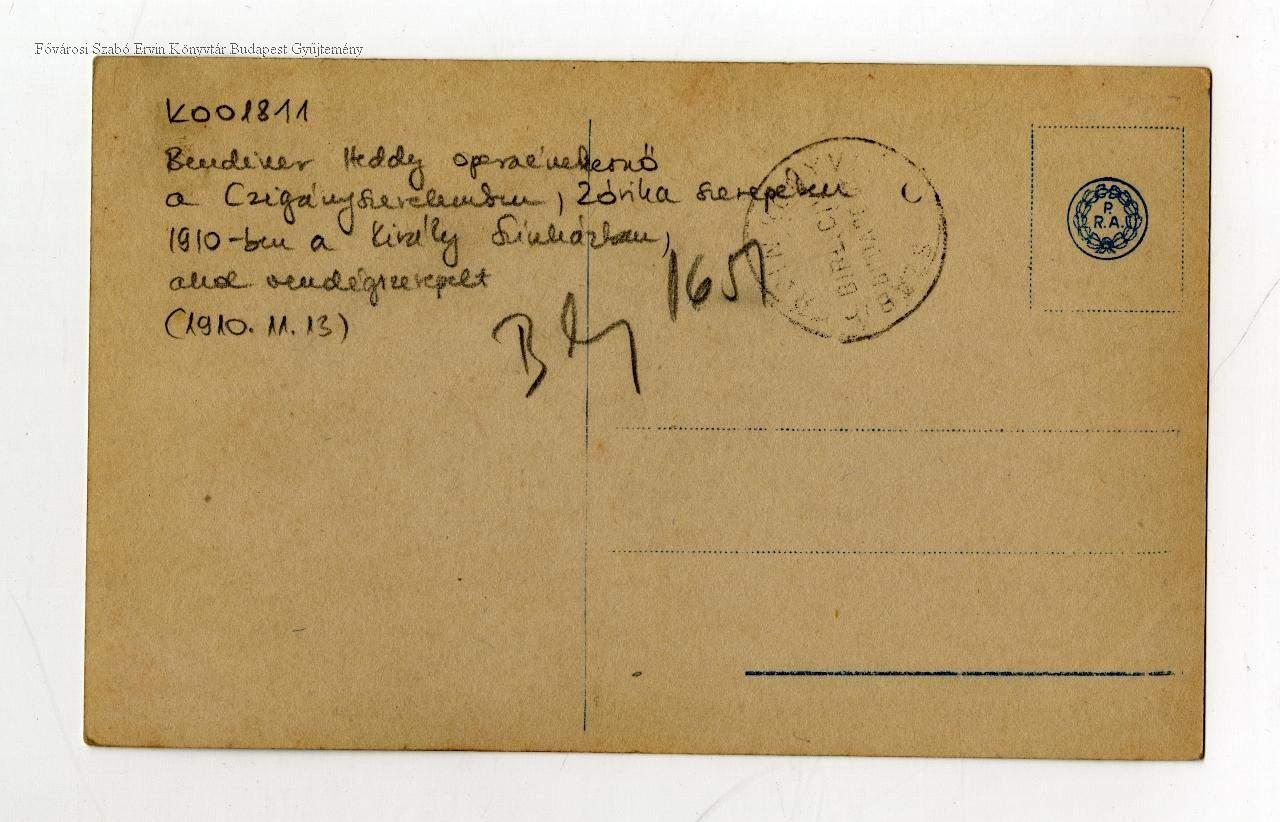 Fővárosi Szabó Ervin Könyvtár Budapest Gyűjtemény
K001811
Bendiner Heddy operaénekesnő
a Czigányszerelemben, Zórika szerepében
1910-ben a Király Színházban,
ahol vendégszerepelt
(1910. 11. 13)
B
1657
P.
R.A.